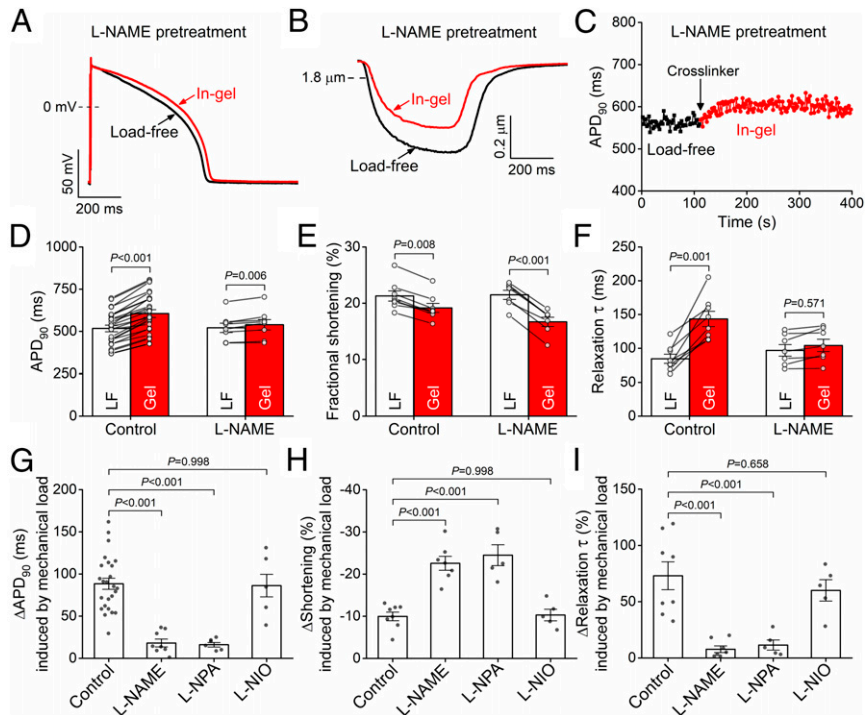 A
L-NAME pretreatment
In-gel
0 mV
Load-free
50 mV
200 ms
B
L-NAME pretreatment
1.8 μm
In-gel
Load-free
0.2 μm
200 ms
C
L-NAME pretreatment
APD90 (ms)
800
700
600
500
400
Crosslinker
Load-free
In-gel
0 100 200 300 400
Time (s)
D
APD90 (ms)
1000
750
500
250
0
P<0.001
P=0.006
LF Gel LF Gel
Control L-NAME
E
Fractional shortening (%)
30
20
10
0
P=0.008
P<0.001
LF Gel LF Gel
Control L-NAME
F
Relaxation τ (ms)
250
200
150
100
50
0
P=0.001
P=0.571
LF Gel LF Gel
Control L-NAME
G
ΔAPD90 (ms)
induced by mechanical load
200
150
100
50
0
P=0.998
P<0.001
P<0.001
Control L-NAME L-NPA L-NIO
H
ΔShortening (%)
induced by mechanical load
-40
-30
-20
-10
0
P=0.998
P<0.001
P<0.001
Control L-NAME L-NPA L-NIO
I
ΔRelaxation τ (%)
induced by mechanical load
150
100
50
0
P=0.658
P<0.001
P<0.001
Control L-NAME L-NPA L-NIO